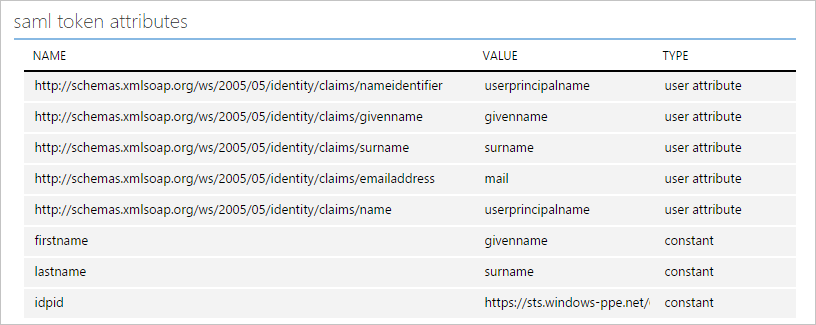 saml token attributes
NAME VALUE TYPE
http://schemas.xmlsoap.org/ws/2005/05/identity/claims/nameidentifier userprincipalname user attribute
http://schemas.xmlsoap.org/ws/2005/05/identity/claims/givenname givenname user attribute
http://schemas.xmlsoap.org/ws/2005/05/identity/claims/surname surname user attribute
http://schemas.xmlsoap.org/ws/2005/05/identity/claims/emailaddress mail user attribute
http://schemas.xmlsoap.org/ws/2005/05/identity/claims/name userprincipalname user attribute
firstname givenname constant
lastname surname constant
idpid https://sts.windows-ppe.net/ constant